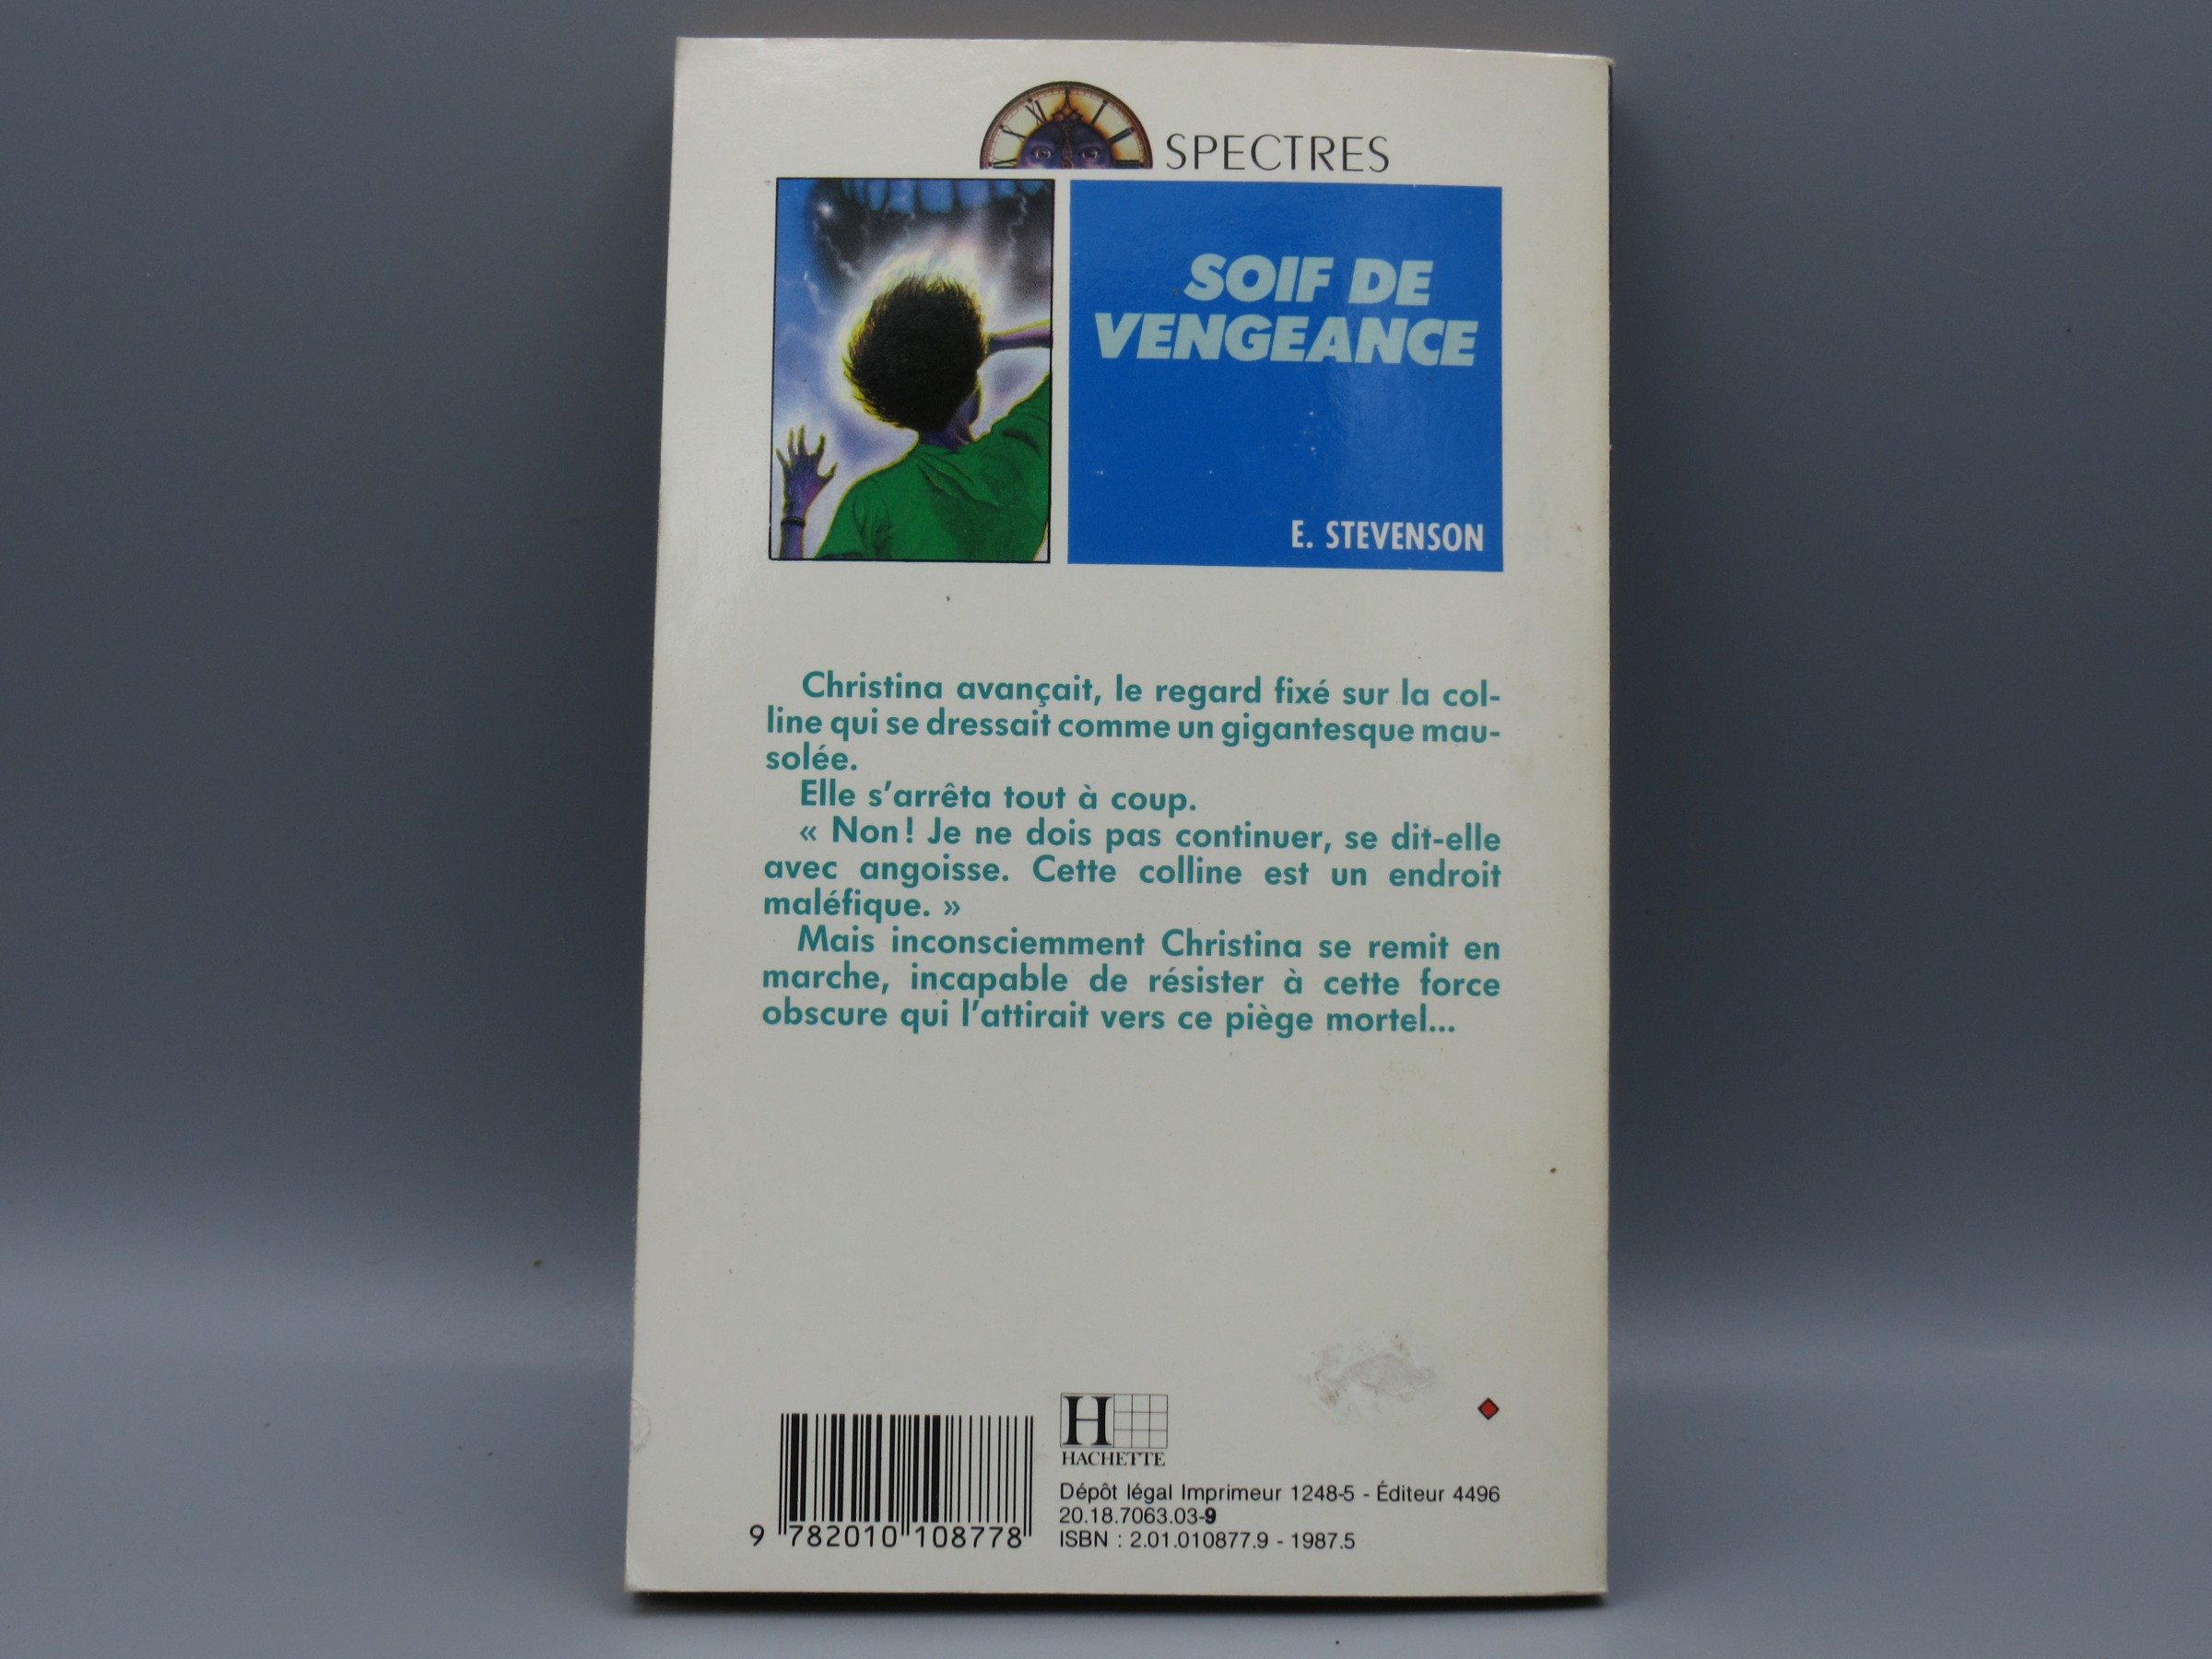 SPECTRES
SOIF DE
VENGEANCE
E. STEVENSON
Christina avançait, le regard fixé sur la col-
line qui se dressait comme un gigantesque mau-
solée.
Elle s'arrêta tout à coup.
« Non! Je ne dois pas continuer, se dit-elle
avec angoisse. Cette colline est un endroit
maléfique. »
Mais inconsciemment Christina se remit en
marche, incapable de résister à cette force
obscure qui l'attirait vers ce piège mortel...
H
HACHETTE
Dépôt légal Imprimeur 1248-5 - Éditeur 4496
20.18.7063.03-9
ISBN : 2.01.010877.9 - 1987.5
9 782010 108778